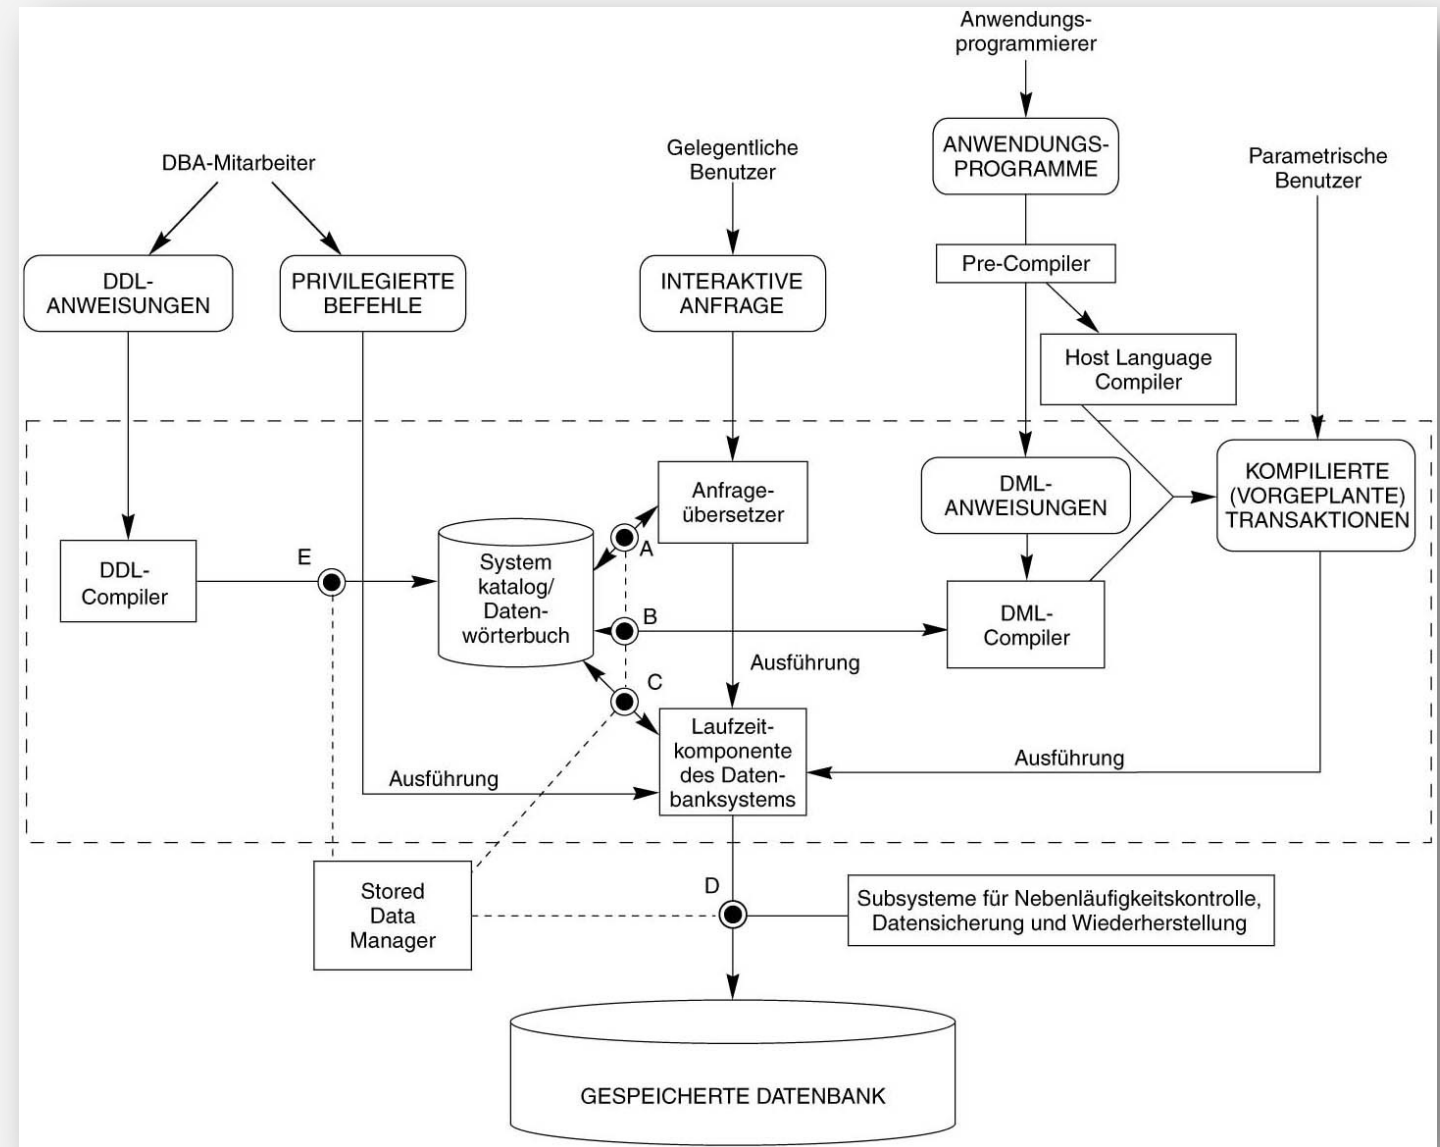 Anwendungs-
programmierer
ANWENDUNGS-
PROGRAMME
DBA-Mitarbeiter
Gelegentliche
Benutzer
Parametrische
Benutzer
DDL-
ANWEISUNGEN
PRIVILEGIERTE
BEFEHLE
INTERAKTIVE
ANFRAGE
Pre-Compiler
Host Language
Compiler
Anfrage-
übersetzer
DML-
ANWEISUNGEN
KOMPILIERTE
(VORGEPLANTE)
TRANSAKTIONEN
DDL-
Compiler
E
System
katalog/
Daten-
wörterbuch
A
B
C
DML-
Compiler
Ausführung
Laufzeit-
komponente
des Daten-
banksystems
Ausführung
Ausführung
Stored
Data
Manager
D
Subsysteme für Nebenläufigkeitskontrolle,
Datensicherung und Wiederherstellung
GESPEICHERTE DATENBANK